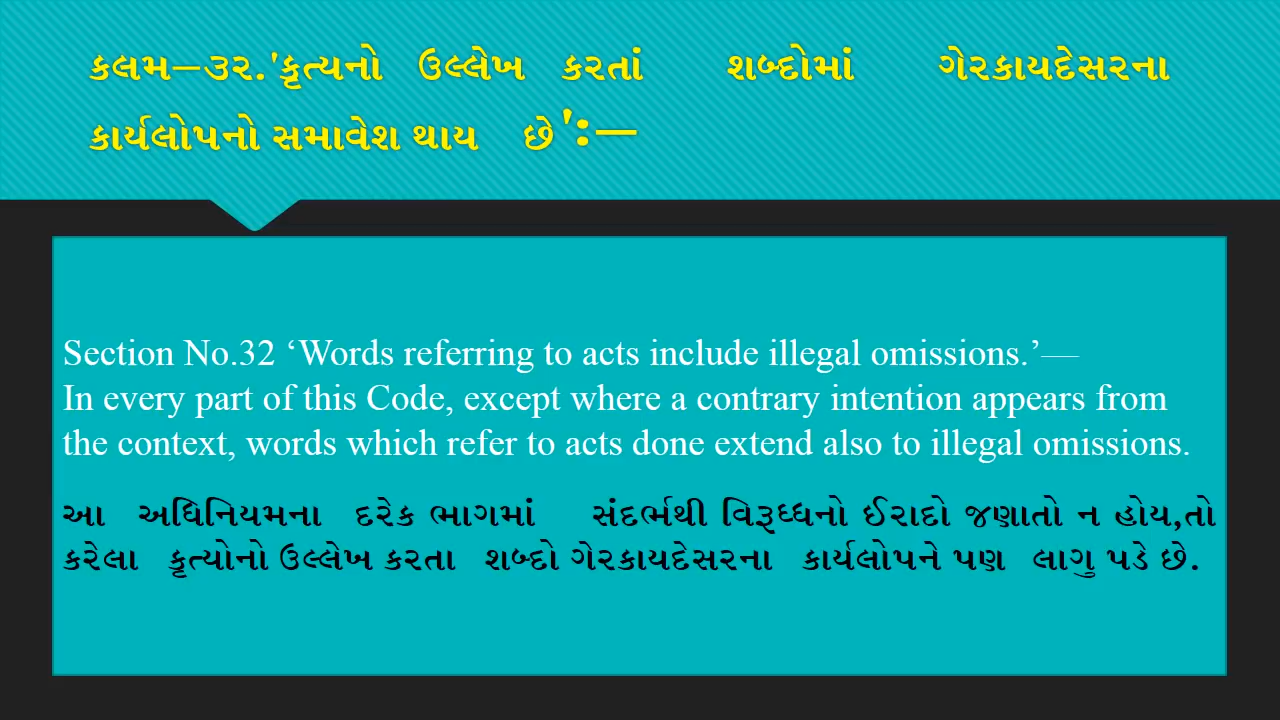 કલમ–૩૨.'કૃત્યનો ઉલ્લેખ કરતાં શબ્દોમાં ગેરકાયદેસરના
કાર્યલોપનો સમાવેશ થાય છે':–
Section No.32 ‘Words referring to acts include illegal omissions.’—
In every part of this Code, except where a contrary intention appears from
the context, words which refer to acts done extend also to illegal omissions.
આ અધિનિયમના દરેક ભાગમાં સંદર્ભથી વિરૂધ્ધનો ઈરાદો જણાતો ન હોય,તો
કરેલા કૃત્યોનો ઉલ્લેખ કરતા શબ્દો ગેરકાયદેસરના કાર્યલોપને પણ લાગુ પડે છે.